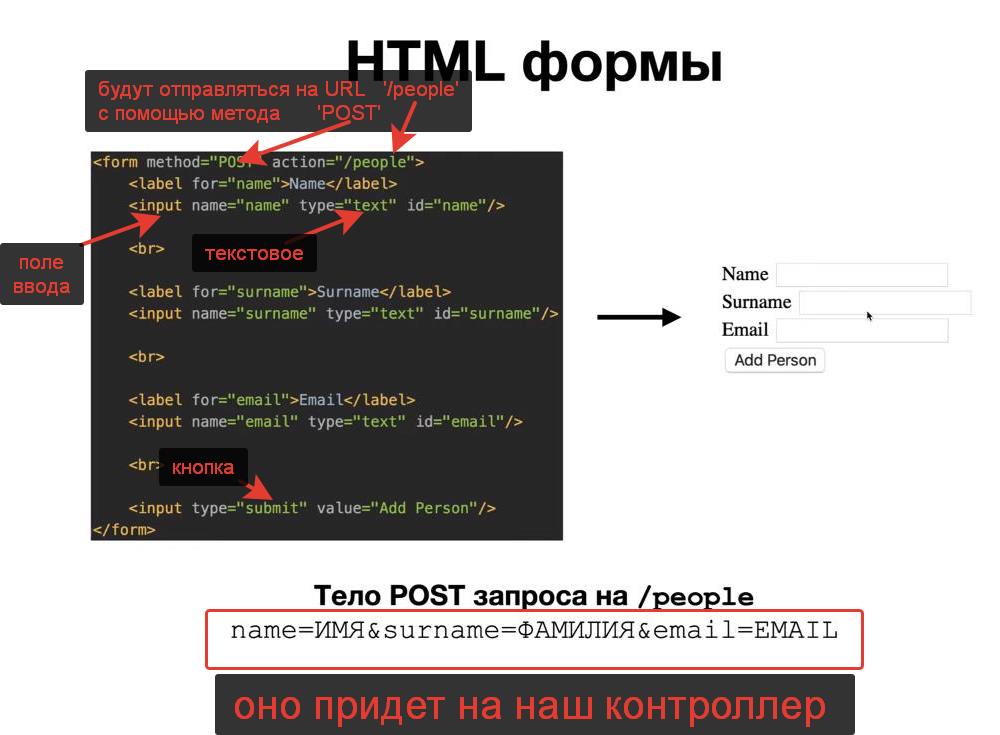 HTML формы
будут отправляться на URL '/people'
с помощью метода 'POST'
<form method="POST" action="/people">
<label for="name">Name</label>
<input name="name" type="text" id="name"/>
поле
ввода
<br>
текстовое
<label for="surname">Surname</label>
<input name="surname" type="text" id="surname"/>
<br>
<label for="email">Email</label>
<input name="email" type="text" id="email"/>
<br>
кнопка
<input type="submit" value="Add Person"/>
</form>
Name
Surname
Email
Add Person
Тело POST запроса на /people
name=ИМЯ&surname=ФАМИЛИЯ&email=EMAIL
оно придет на наш контроллер